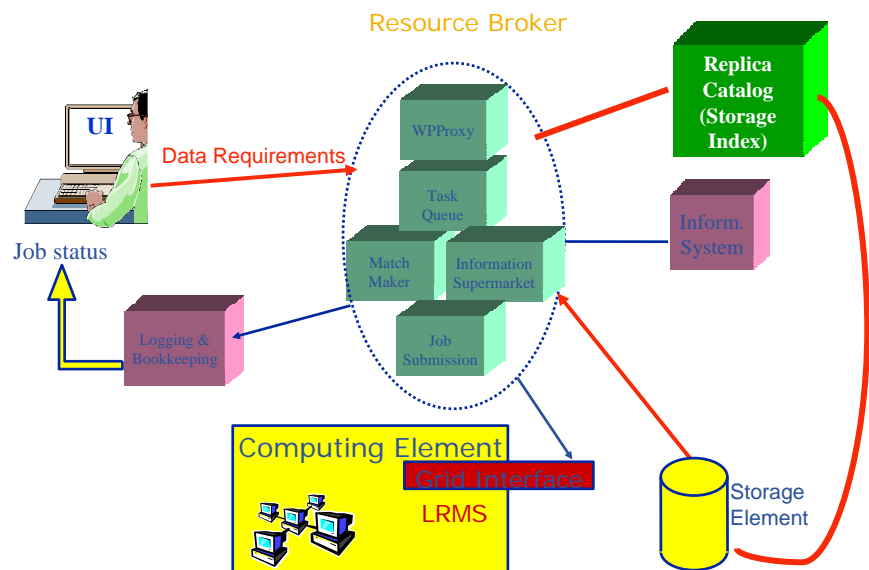 Resource Broker
Replica
Catalog
(Storage
Index)
UI
WPProxy
Data Requirements
Task
Queue
Inform.
System
Job status
Match
Maker
Information
Supermarket
Logging &
Bookkeeping
Job
Submission
Computing Element
Grid Interface
LRMS
Storage
Element